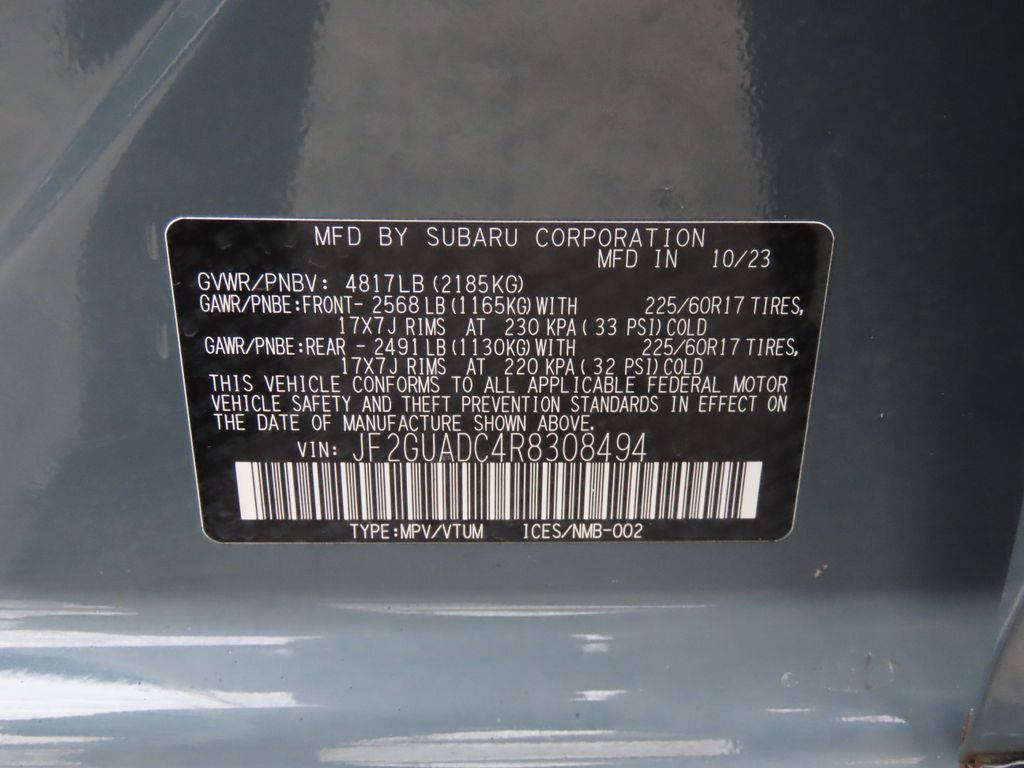 MFD BY SUBARU CORPORATION
MFD IN 10/23
GVWR/PNBV: 4817LB (2185KG)
GAWR/PNBE:FRONT- 2568 LB (1165KG) WITH 225/60R17 TIRES,
17X7J RIMS AT 230 KPA ( 33 PSI) COLD
GAWR/PNBE:REAR - 2491 LB (1130KG) WITH 225/60R17 TIRES,
17X7J RIMS AT 220 KPA ( 32 PSI) COLD
THIS VEHICLE CONFORMS TO ALL APPLICABLE FEDERAL MOTOR
VEHICLE SAFETY AND THEFT PREVENTION STANDARDS IN EFFECT ON
THE DATE OF MANUFACTURE SHOWN ABOVE.
VIN: JF2GUADC4R8308494
TYPE:MPV/VTUM ICES/NMB-002